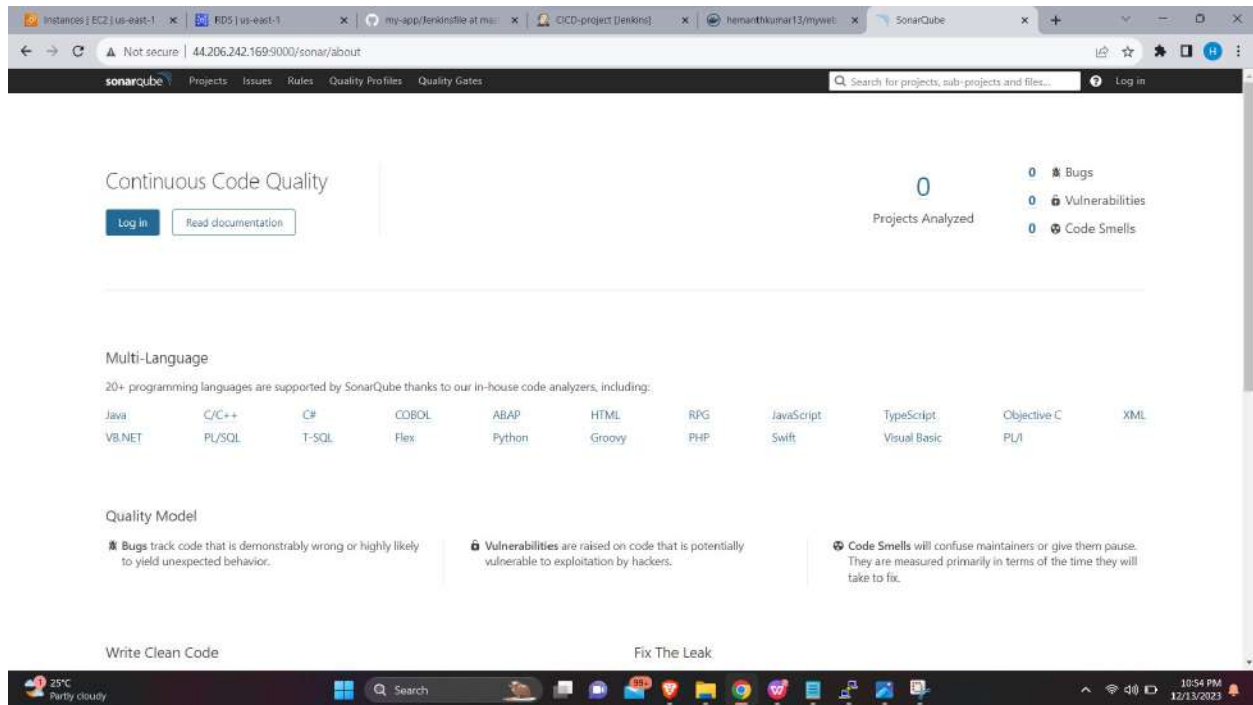 Instances | EC2 | us-east-1
RDS | us-east-1
my-app/Jenkinsfile at mas
CICD-project [Jenkins]
hemanthkumar13/myweb
SonarQube
Not secure | 44.206.242.169:9000/sonar/about
H
sonarqube Projects Issues Rules Quality Profiles Quality Gates Search for projects, sub-projects and files... Log in
Continuous Code Quality
Log in Read documentation
0
Projects Analyzed
0 Bugs
0 Vulnerabilities
0 Code Smells
Multi-Language
20+ programming languages are supported by SonarQube thanks to our in-house code analyzers, including:
Java C/C++ C# COBOL ABAP HTML RPG JavaScript TypeScript Objective C XML
VB.NET PL/SQL T-SQL Flex Python Groovy PHP Swift Visual Basic PL/I
Quality Model
Bugs track code that is demonstrably wrong or highly likely
to yield unexpected behavior.
Vulnerabilities are raised on code that is potentially
vulnerable to exploitation by hackers.
Code Smells will confuse maintainers or give them pause.
They are measured primarily in terms of the time they will
take to fix.
Write Clean Code Fix The Leak
1
25°C
Partly cloudy
Search
99+
10:54 PM
12/13/2023